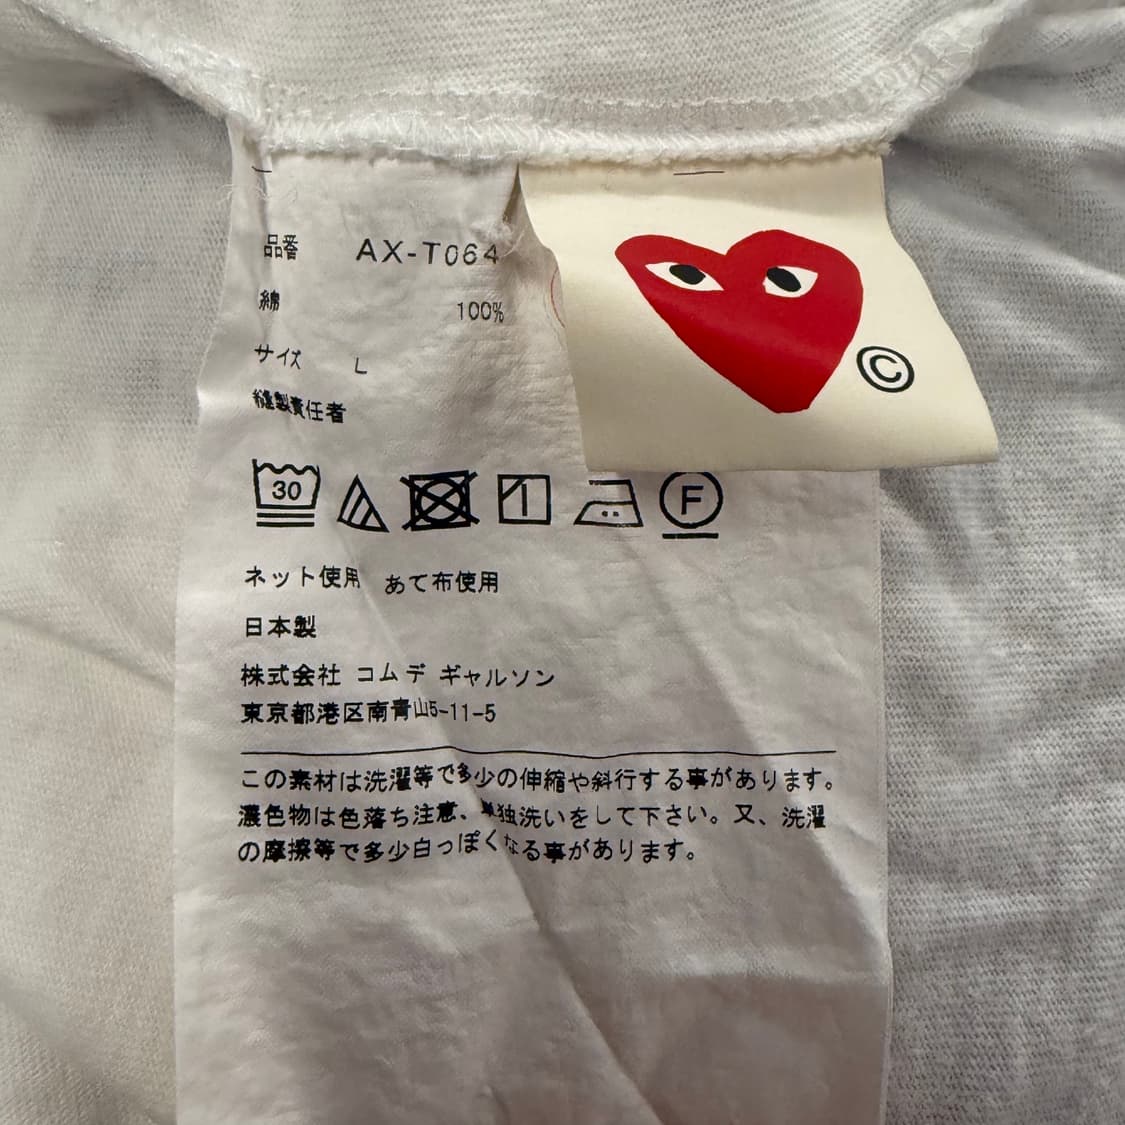 品番 AX-T064
綿 100%
サイズ L
縫製責任者
©
30 F
ネット使用 あて布使用
日本製
株式会社 コムデ ギャルソン
東京都港区南青山5-11-5
この素材は洗濯等で多少の伸縮や斜行する事があります。
濃色物は色落ち注意、単独洗いをして下さい。又、洗濯
の摩擦等で多少白っぽくなる事があります。